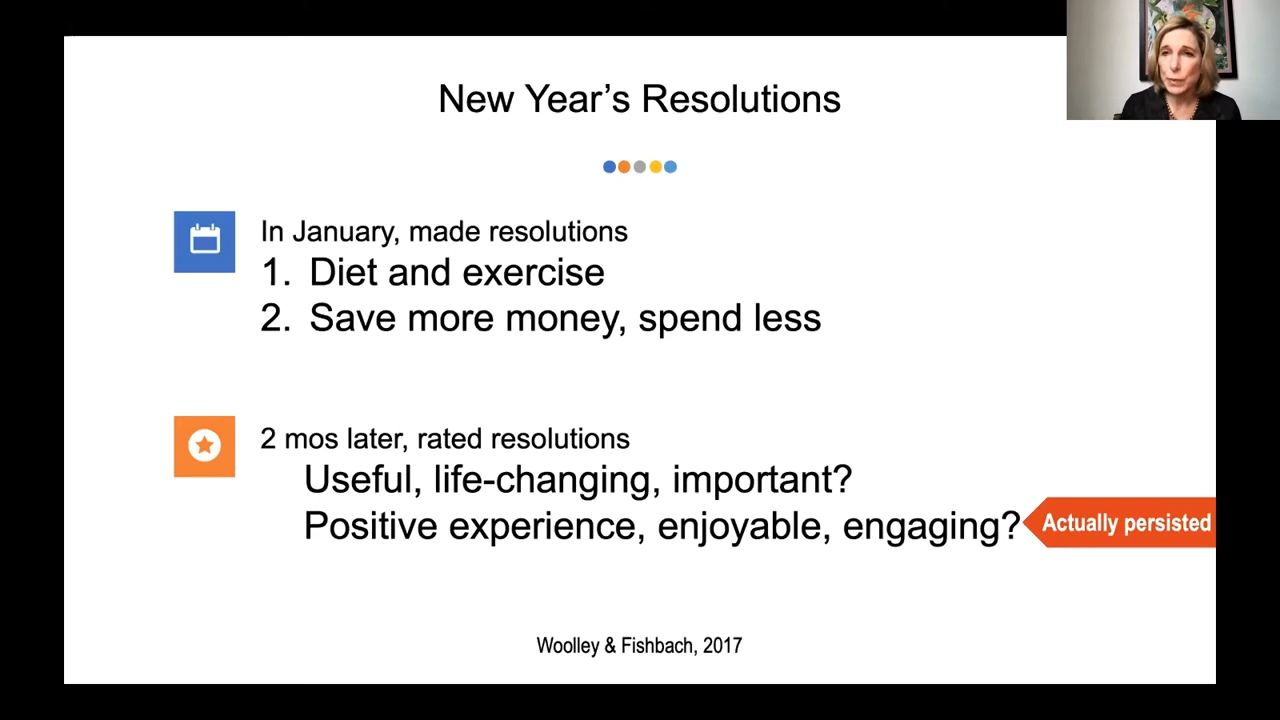 New Year’s Resolutions
In January, made resolutions
1. Diet and exercise
2. Save more money, spend less
2 mos later, rated resolutions
Useful, life-changing, important?
Positive experience, enjoyable, engaging?
Actually persisted
Woolley & Fishbach, 2017